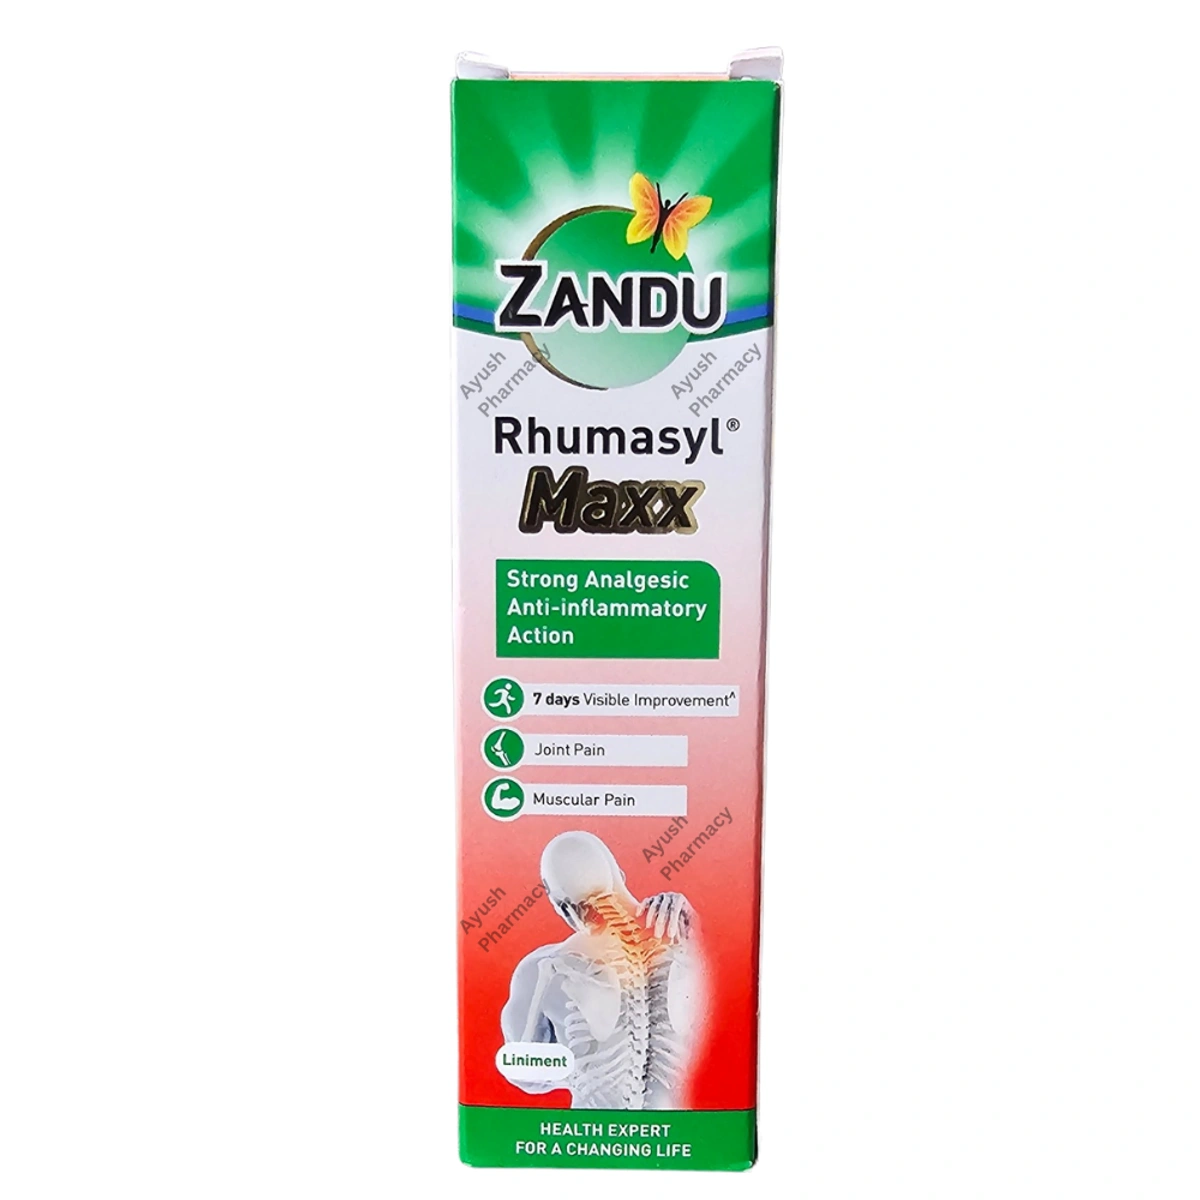 ZANDU
Ayush
Pharmacy
Ayush
Pharmacy
Rhumasyl®
Maxx
Strong Analgesic
Anti-inflammatory
Action
7 days Visible Improvement^
Joint Pain
Muscular Pain
Ayush
Pharmacy
Ayush
Pharmacy
Liniment
HEALTH EXPERT
FOR A CHANGING LIFE